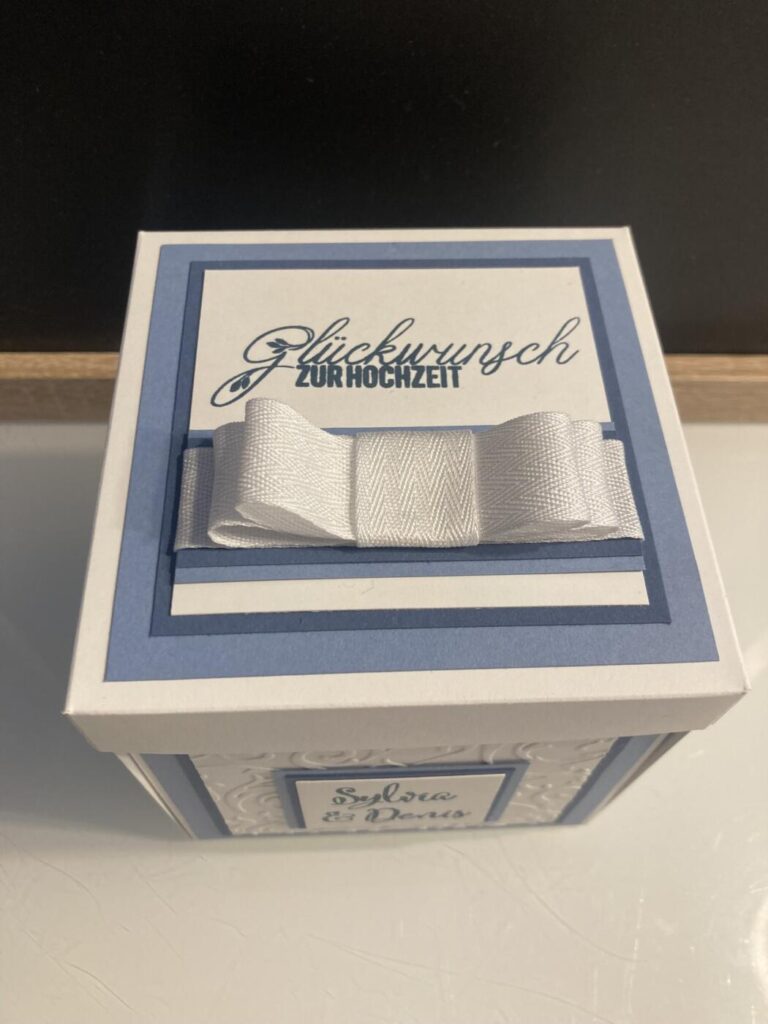 Glückwunsch
ZUR HOCHZEIT
Sylvia
& Denis